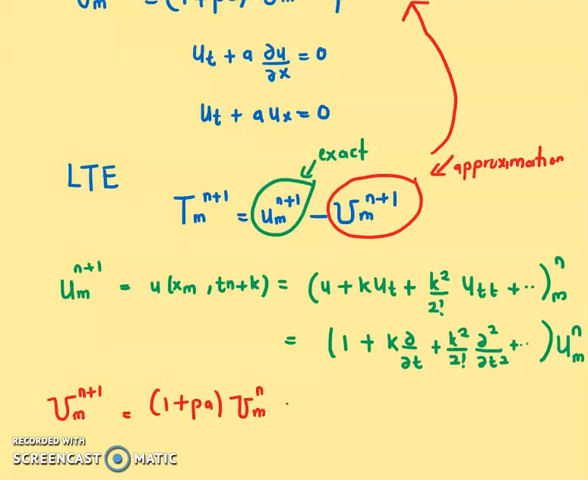 u_t + a ∂u/∂x = 0
u_t + a u_x = 0
exact
approximation
LTE
T_m^{n+1} = u_m^{n+1} - U_m^{n+1}
u_m^{n+1} = u(x_m, t_n+k) = (u + k u_t + k²/2! u_tt + ..)_m^n
= (1 + k ∂/∂t + k²/2! ∂²/∂t² + ..) u_m^n
U_m^{n+1} = (1+pa) U_m^n
RECORDED WITH
SCREENCAST MATIC